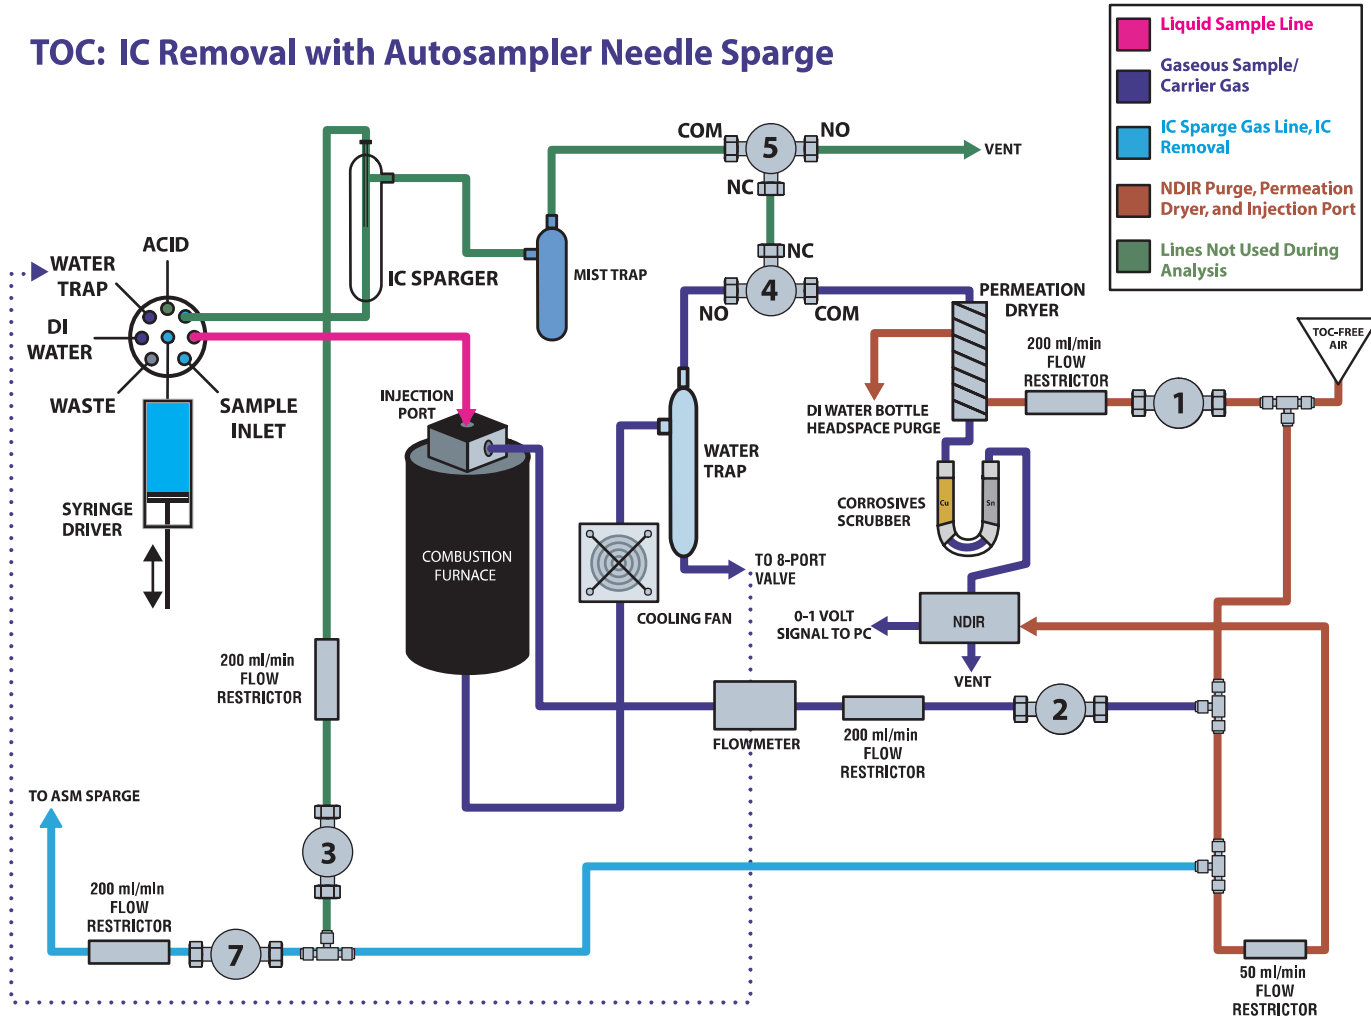 TOC: IC Removal with Autosampler Needle Sparge
Liquid Sample Line
Gaseous Sample/
Carrier Gas
IC Sparge Gas Line, IC
Removal
NDIR Purge, Permeation
Dryer, and Injection Port
Lines Not Used During
Analysis
COM
5
NO
VENT
NC
ACID
WATER
TRAP
IC SPARGER
MIST TRAP
NC
4
NO
COM
PERMEATION
DRYER
TOC-FREE
AIR
DI
WATER
200 ml/min
FLOW
RESTRICTOR
1
WASTE
SAMPLE
INLET
INJECTION
PORT
DI WATER BOTTLE
HEADSPACE PURGE
WATER
TRAP
SYRINGE
DRIVER
CORROSIVES
SCRUBBER
Cu
Sn
COMBUSTION
FURNACE
TO 8-PORT
VALVE
COOLING FAN
0-1 VOLT
SIGNAL TO PC
NDIR
VENT
200 ml/min
FLOW
RESTRICTOR
FLOWMETER
200 ml/min
FLOW
RESTRICTOR
2
TO ASM SPARGE
3
200 ml/min
FLOW
RESTRICTOR
7
50 ml/min
FLOW
RESTRICTOR